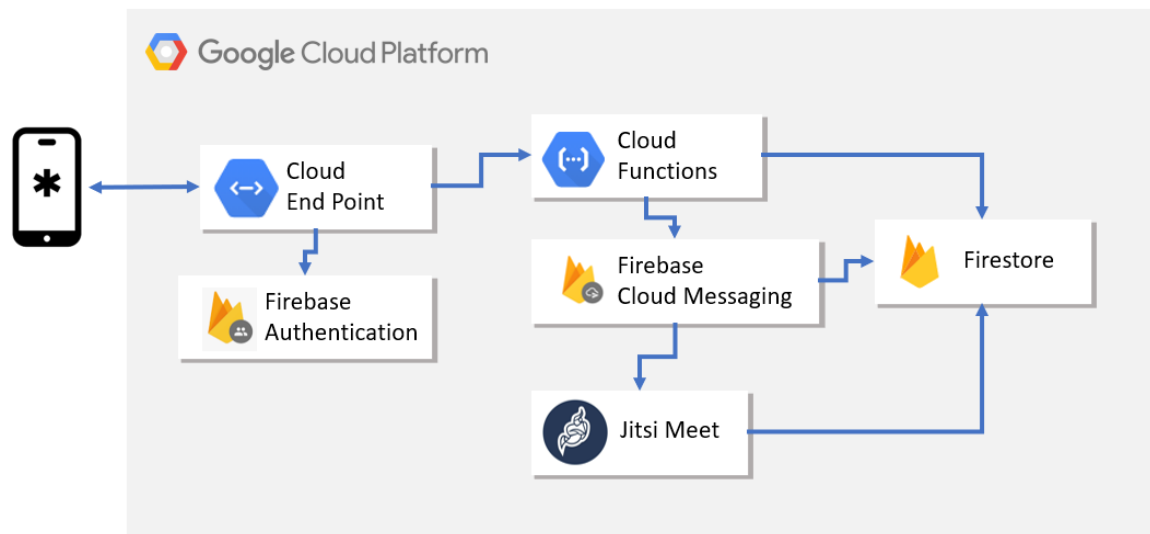 Google Cloud Platform
Cloud
End Point
Firebase
Authentication
Cloud
Functions
Firebase
Cloud Messaging
Jitsi Meet
Firestore